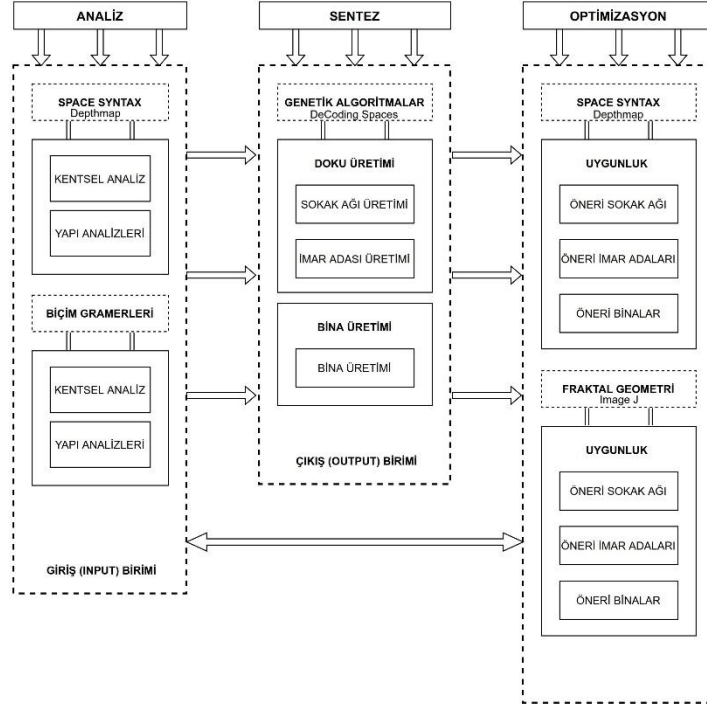 ANALİZ
SENTEZ
OPTİMİZASYON
SPACE SYNTAX
Depthmap
KENTSEL ANALİZ
YAPI ANALİZLERİ
BİÇİM GRAMERLERİ
KENTSEL ANALİZ
YAPI ANALİZLERİ
GİRİŞ (INPUT) BİRİMİ
GENETİK ALGORİTMALAR
DeCoding Spaces
DOKU ÜRETİMİ
SOKAK AĞI ÜRETİMİ
İMAR ADASI ÜRETİMİ
BİNA ÜRETİMİ
BİNA ÜRETİMİ
ÇIKIŞ (OUTPUT) BİRİMİ
SPACE SYNTAX
Depthmap
UYGUNLUK
ÖNERİ SOKAK AĞI
ÖNERİ İMAR ADALARI
ÖNERİ BİNALAR
FRAKTAL GEOMETRİ
Image J
UYGUNLUK
ÖNERİ SOKAK AĞI
ÖNERİ İMAR ADALARI
ÖNERİ BİNALAR